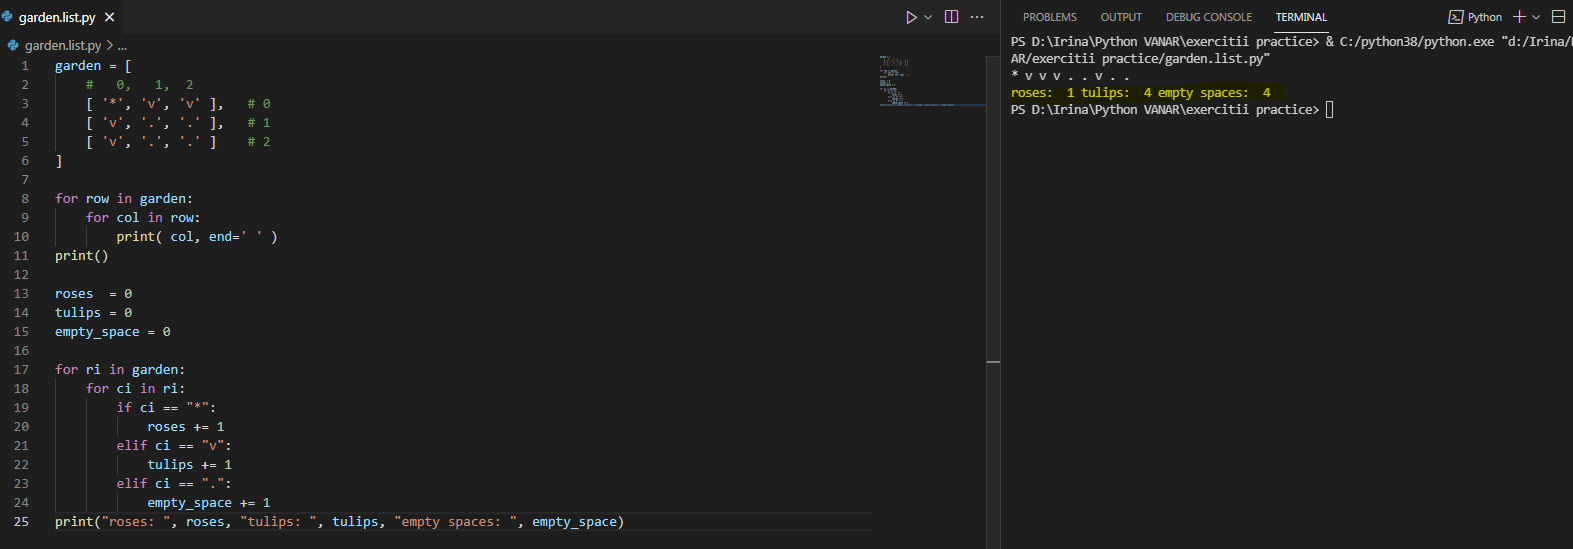 garden.list.py
garden.list.py > ...
1 garden = [
2     #   0,   1,  2
3     [ '*', 'v', 'v' ],   # 0
4     [ 'v', '.', '.' ],   # 1
5     [ 'v', '.', '.' ]    # 2
6 ]
7
8 for row in garden:
9     for col in row:
10         print( col, end=' ' )
11 print()
12
13 roses  = 0
14 tulips = 0
15 empty_space = 0
16
17 for ri in garden:
18     for ci in ri:
19         if ci == "*":
20             roses += 1
21         elif ci == "v":
22             tulips += 1
23         elif ci == ".":
24             empty_space += 1
25 print("roses: ", roses, "tulips: ", tulips, "empty spaces: ", empty_space)
PROBLEMS OUTPUT DEBUG CONSOLE TERMINAL Python
PS D:\Irina\Python VANAR\exercitii practice> & C:/python38/python.exe "d:/Irina/
AR/exercitii practice/garden.list.py"
* v v v . . v . .
roses:  1 tulips:  4 empty spaces:  4
PS D:\Irina\Python VANAR\exercitii practice>